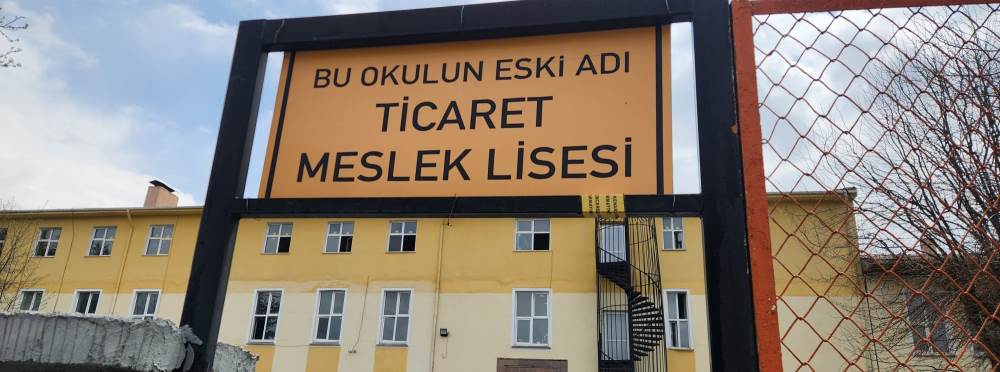 BU OKULUN ESKİ ADI
TİCARET
MESLEK LİSESİ